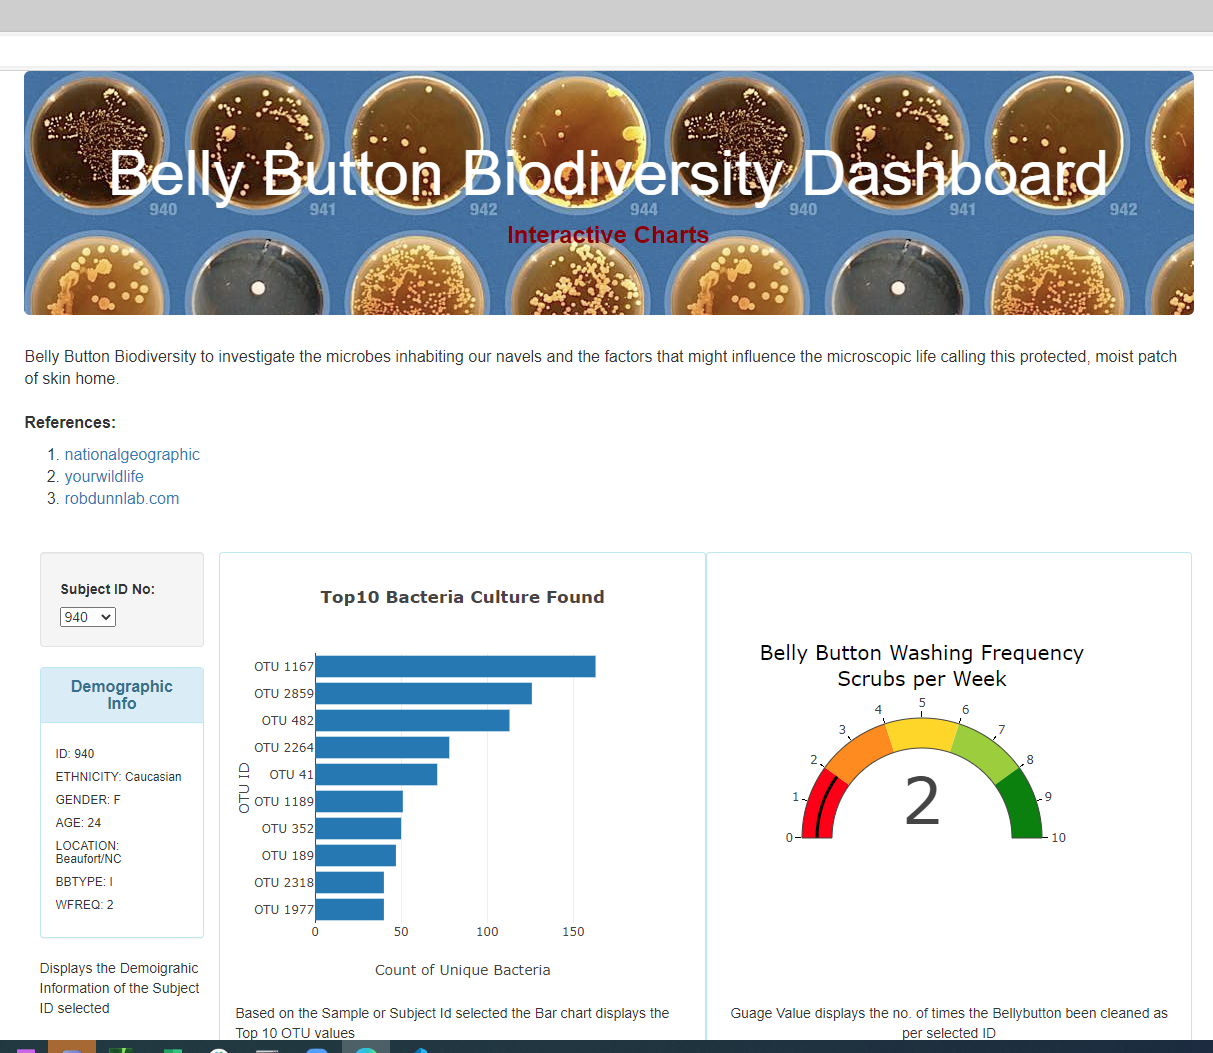 Belly Button Biodiversity Dashboard
940 941 942 944 940 941 942
Interactive Charts
Belly Button Biodiversity to investigate the microbes inhabiting our navels and the factors that might influence the microscopic life calling this protected, moist patch
of skin home.
References:
1. nationalgeographic
2. yourwildlife
3. robdunnlab.com
Subject ID No:
940
Demographic
Info
ID: 940
ETHNICITY: Caucasian
GENDER: F
AGE: 24
LOCATION:
Beaufort/NC
BBTYPE: I
WFREQ: 2
Displays the Demoigrahic
Information of the Subject
ID selected
Top10 Bacteria Culture Found
OTU ID
OTU 1167
OTU 2859
OTU 482
OTU 2264
OTU 41
OTU 1189
OTU 352
OTU 189
OTU 2318
OTU 1977
0 50 100 150
Count of Unique Bacteria
Based on the Sample or Subject Id selected the Bar chart displays the
Top 10 OTU values
Belly Button Washing Frequency
Scrubs per Week
0 1 2 3 4 5 6 7 8 9 10
2
Guage Value displays the no. of times the Bellybutton been cleaned as
per selected ID